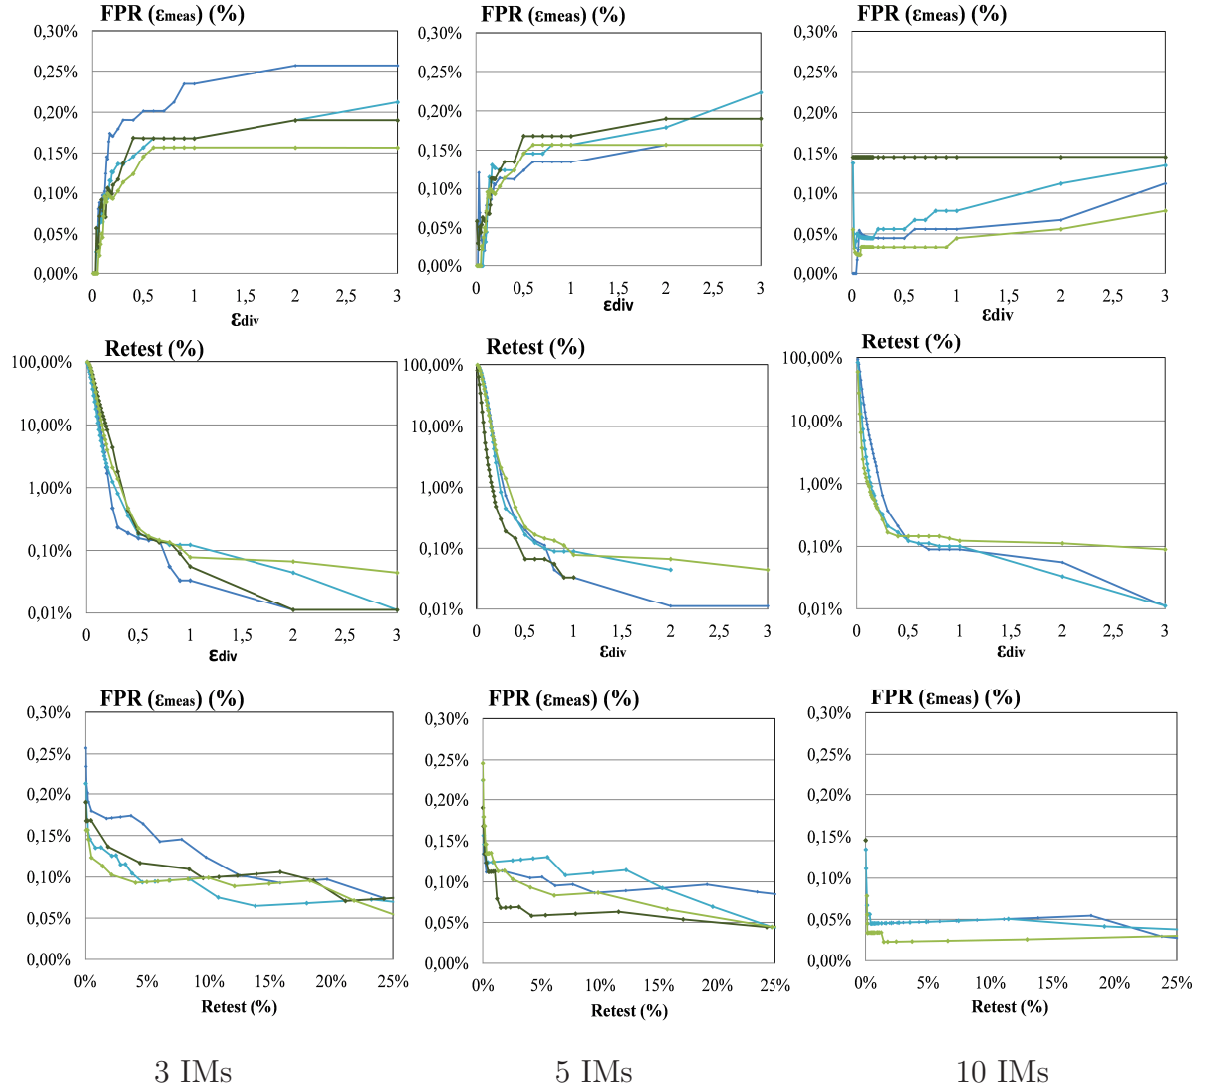 FPR (εmeas) (%)
0,30%
0,25%
0,20%
0,15%
0,10%
0,05%
0,00%
0 0,5 1 1,5 2 2,5 3
εdiv
FPR (εmeas) (%)
0,30%
0,25%
0,20%
0,15%
0,10%
0,05%
0,00%
0 0,5 1 1,5 2 2,5 3
εdiv
FPR (εmeas) (%)
0,30%
0,25%
0,20%
0,15%
0,10%
0,05%
0,00%
0 0,5 1 1,5 2 2,5 3
εdiv
Retest (%)
100,00%
10,00%
1,00%
0,10%
0,01%
0 0,5 1 1,5 2 2,5 3
εdiv
Retest (%)
100,00%
10,00%
1,00%
0,10%
0,01%
0 0,5 1 1,5 2 2,5 3
εdiv
Retest (%)
100,00%
10,00%
1,00%
0,10%
0,01%
0 0,5 1 1,5 2 2,5 3
εdiv
FPR (εmeas) (%)
0,30%
0,25%
0,20%
0,15%
0,10%
0,05%
0,00%
0% 5% 10% 15% 20% 25%
Retest (%)
FPR (εmeas) (%)
0,30%
0,25%
0,20%
0,15%
0,10%
0,05%
0,00%
0% 5% 10% 15% 20% 25%
Retest (%)
FPR (εmeas) (%)
0,30%
0,25%
0,20%
0,15%
0,10%
0,05%
0,00%
0% 5% 10% 15% 20% 25%
Retest (%)
3 IMs
5 IMs
10 IMs